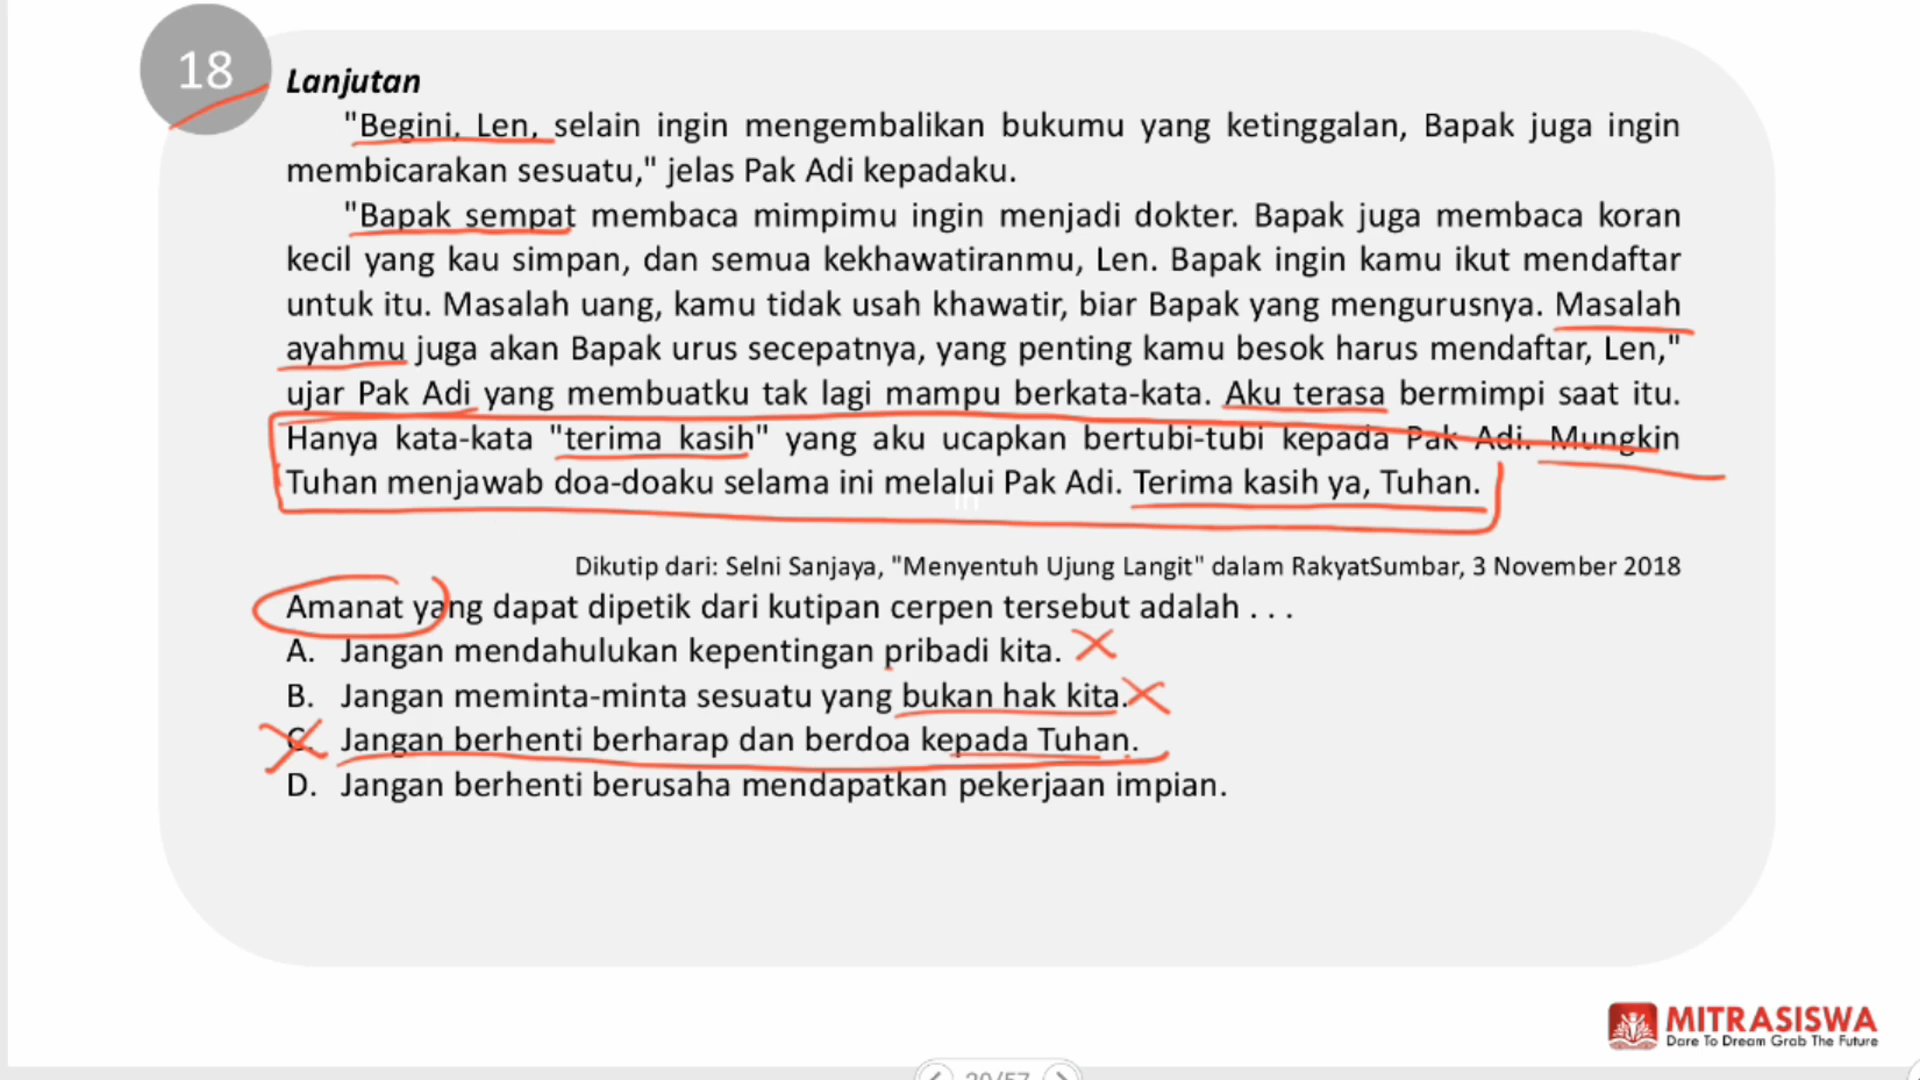 18
Lanjutan
"Begini, Len, selain ingin mengembalikan bukumu yang ketinggalan, Bapak juga ingin
membicarakan sesuatu," jelas Pak Adi kepadaku.
"Bapak sempat membaca mimpimu ingin menjadi dokter. Bapak juga membaca koran
kecil yang kau simpan, dan semua kekhawatiranmu, Len. Bapak ingin kamu ikut mendaftar
untuk itu. Masalah uang, kamu tidak usah khawatir, biar Bapak yang mengurusnya. Masalah
ayahmu juga akan Bapak urus secepatnya, yang penting kamu besok harus mendaftar, Len,"
ujar Pak Adi yang membuatku tak lagi mampu berkata-kata. Aku terasa bermimpi saat itu.
Hanya kata-kata "terima kasih" yang aku ucapkan bertubi-tubi kepada Pak Adi. Mungkin
Tuhan menjawab doa-doaku selama ini melalui Pak Adi. Terima kasih ya, Tuhan.
in
Dikutip dari: Selni Sanjaya, "Menyentuh Ujung Langit" dalam RakyatSumbar, 3 November 2018
Amanat yang dapat dipetik dari kutipan cerpen tersebut adalah . . .
A. Jangan mendahulukan kepentingan pribadi kita.
B. Jangan meminta-minta sesuatu yang bukan hak kita.
C. Jangan berhenti berharap dan berdoa kepada Tuhan.
D. Jangan berhenti berusaha mendapatkan pekerjaan impian.
MITRASISWA
Dare To Dream Grab The Future
20/57